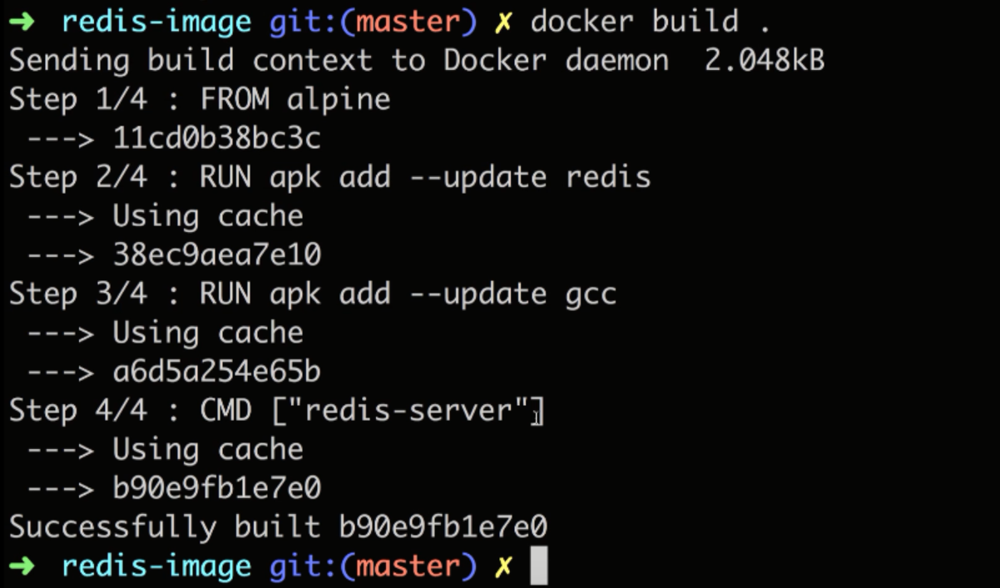 ➜ redis-image git:(master) ✗ docker build .
Sending build context to Docker daemon 2.048kB
Step 1/4 : FROM alpine
---> 11cd0b38bc3c
Step 2/4 : RUN apk add --update redis
---> Using cache
---> 38ec9aea7e10
Step 3/4 : RUN apk add --update gcc
---> Using cache
---> a6d5a254e65b
Step 4/4 : CMD ["redis-server"]
---> Using cache
---> b90e9fb1e7e0
Successfully built b90e9fb1e7e0
➜ redis-image git:(master) ✗